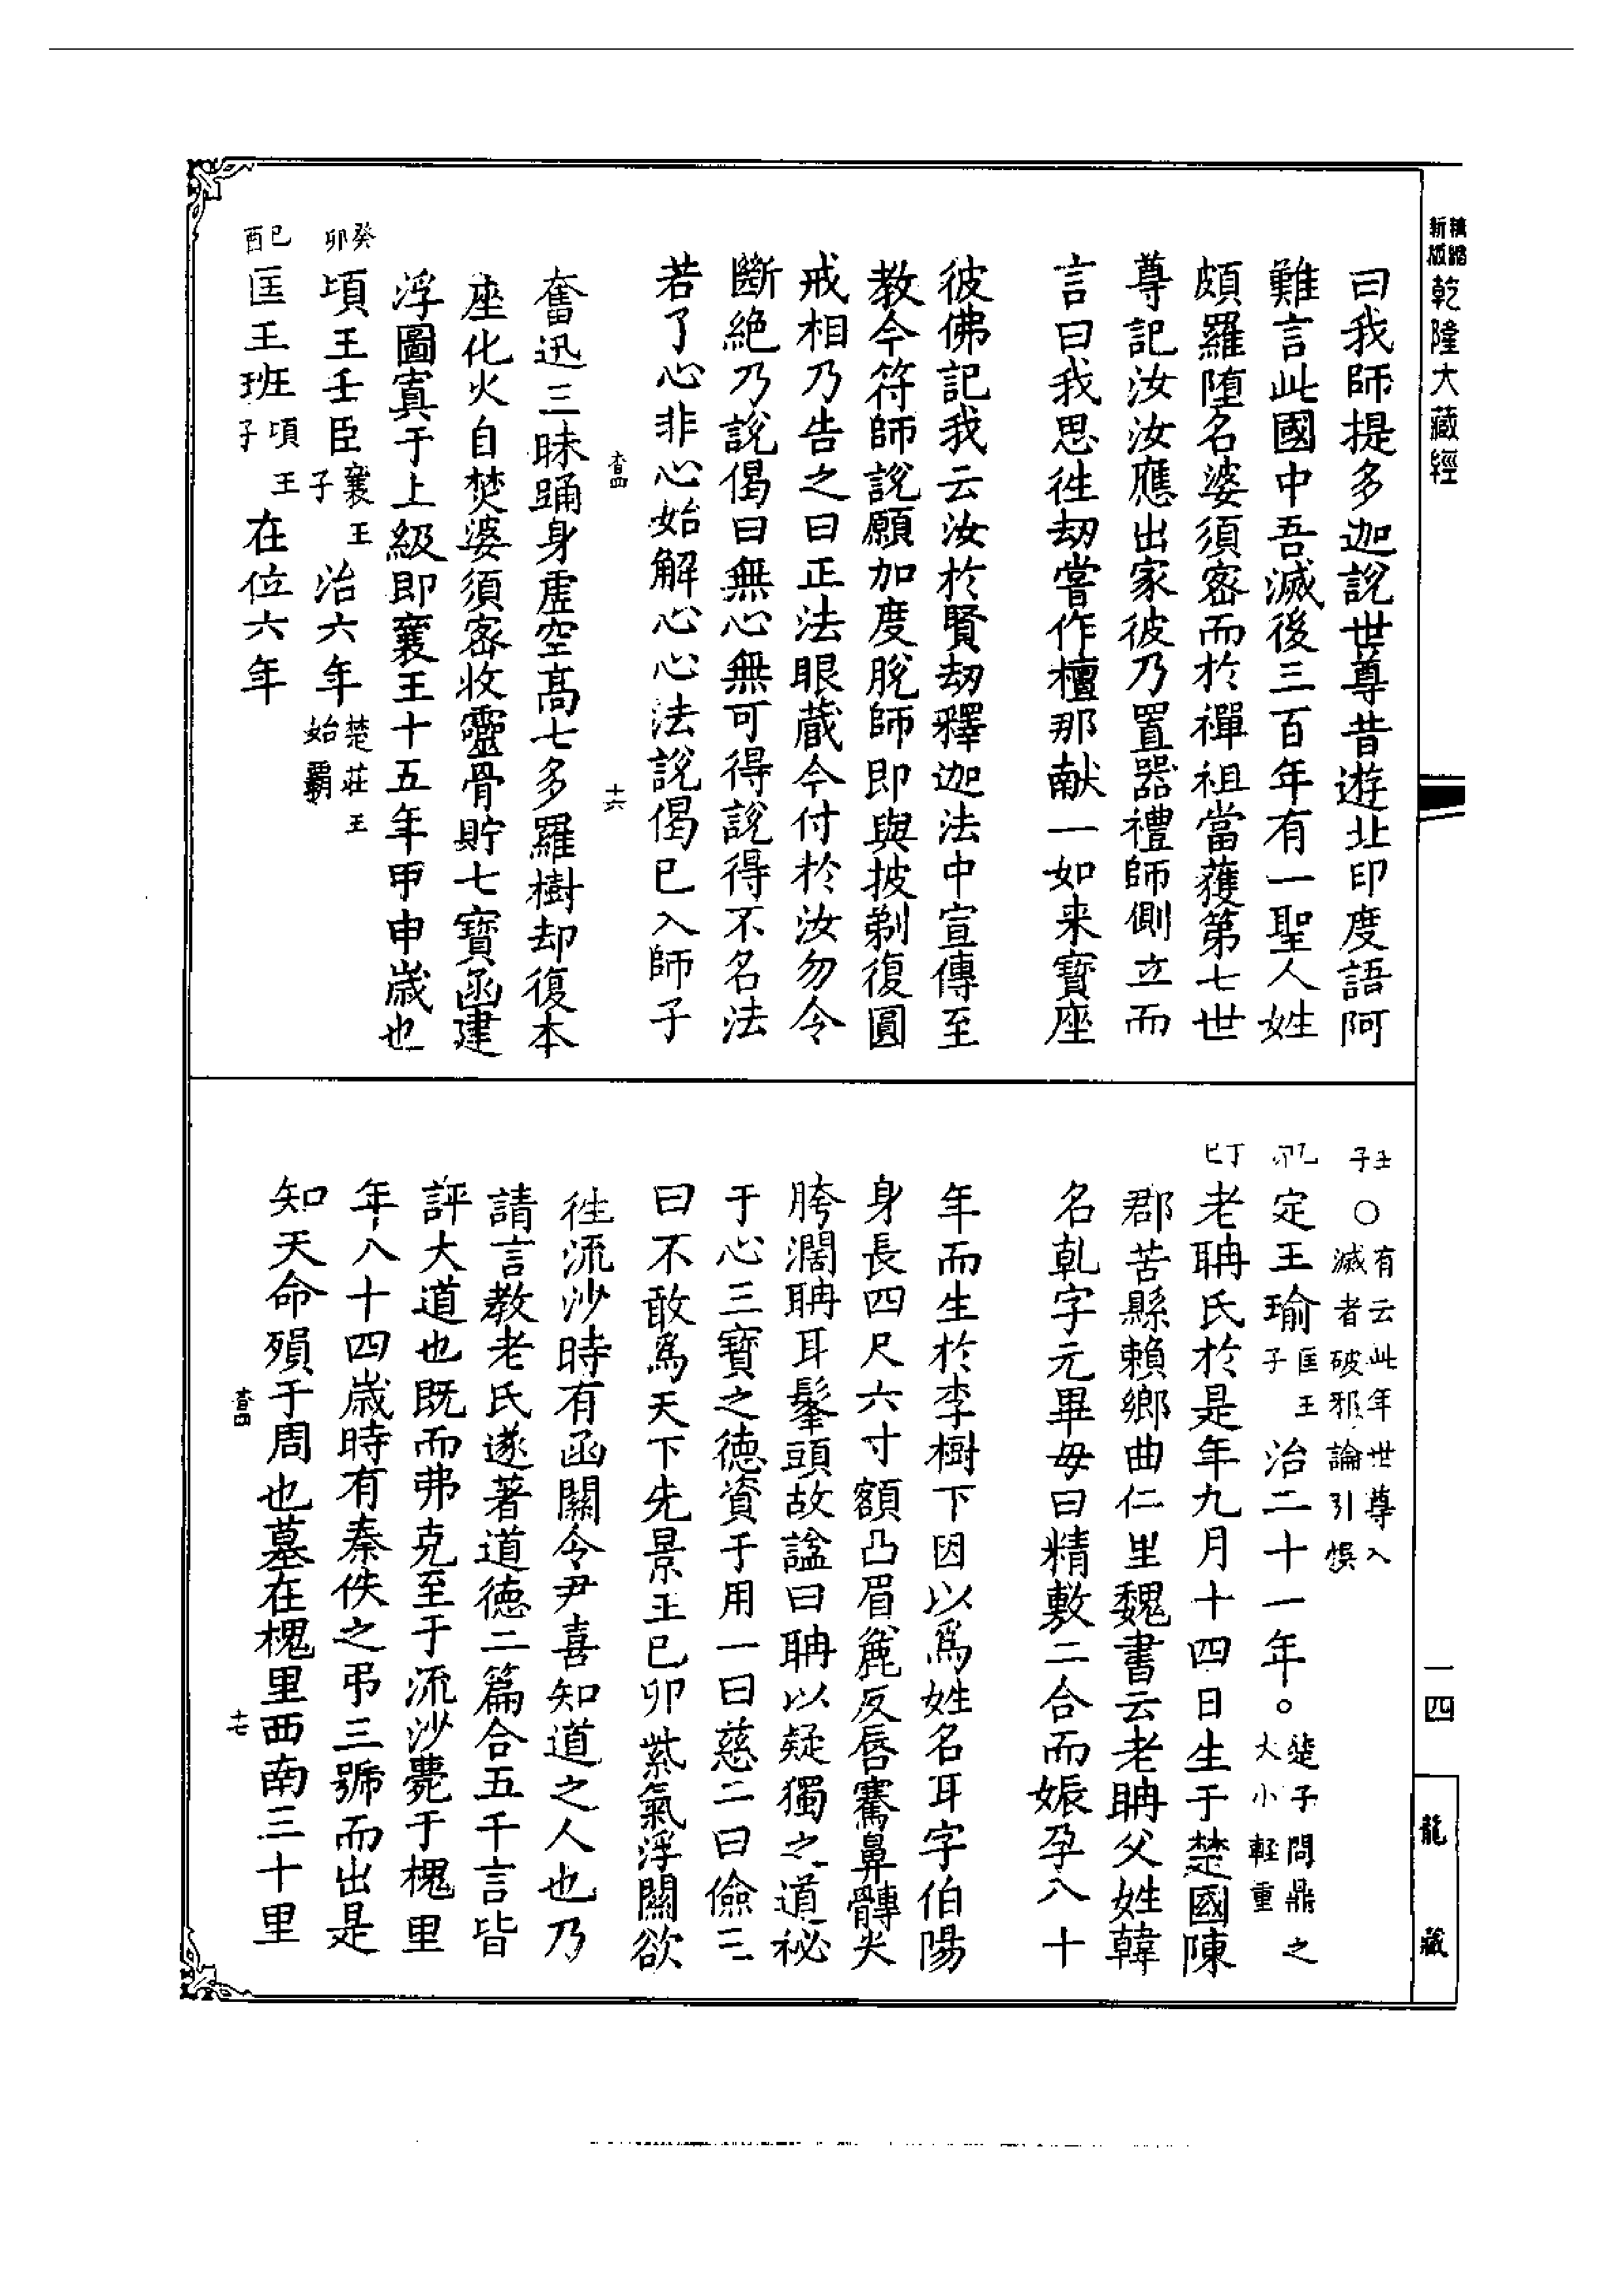 新版精縮乾隆大藏經
曰我師提多迦說世尊昔遊北印度語阿
難言此國中吾滅後三百年有一聖人姓
頗羅墮名婆須密而於禪祖當獲第七世
尊記汝汝應出家彼乃置器禮師側立而
言曰我思徃劫嘗作檀那献一如来寶座
彼佛記我云汝於賢劫釋迦法中宣傳至
教今符師說願加度脫師即與披剃復圓
戒相乃告之曰正法眼藏今付於汝勿令
斷絕乃說偈曰無心無可得說得不名法
若了心非心始解心心法說偈已入師子
查四 十六
奮迅三昧踊身虛空高七多羅樹却復本
座化火自焚婆須密收靈骨貯七寶函建
浮圖寘于上級即襄王十五年甲申歲也
癸卯 頃王壬臣襄王子治六年楚莊王始霸
己酉 匡王班頃王子在位六年
壬子 ○有云此年世尊入滅者破邪論引悞
乙卯 定王瑜匡王子治二十一年。楚子問鼎之大小輕重
丁巳 老聃氏於是年九月十四日生于楚國陳
郡苦縣賴鄉曲仁里魏書云老聃父姓韓
名乹字元畢母曰精敷二合而娠孕八十
年而生於李樹下因以爲姓名耳字伯陽
身長四尺六寸額凸眉麄反唇騫鼻䏝尖
胯濶聃耳髼頭故諡曰聃以疑獨之道祕
于心三寶之德資于用一曰慈二曰儉三
曰不敢爲天下先景王己卯紫氣浮關欲
徃流沙時有函關令尹喜知道之人也乃
請言教老氏遂著道德二篇合五千言皆
評大道也既而弗克至于流沙薨于槐里
年八十四歲時有秦佚之弔三號而出是
知天命殞于周也墓在槐里西南三十里
查四 十七
一四
龍藏